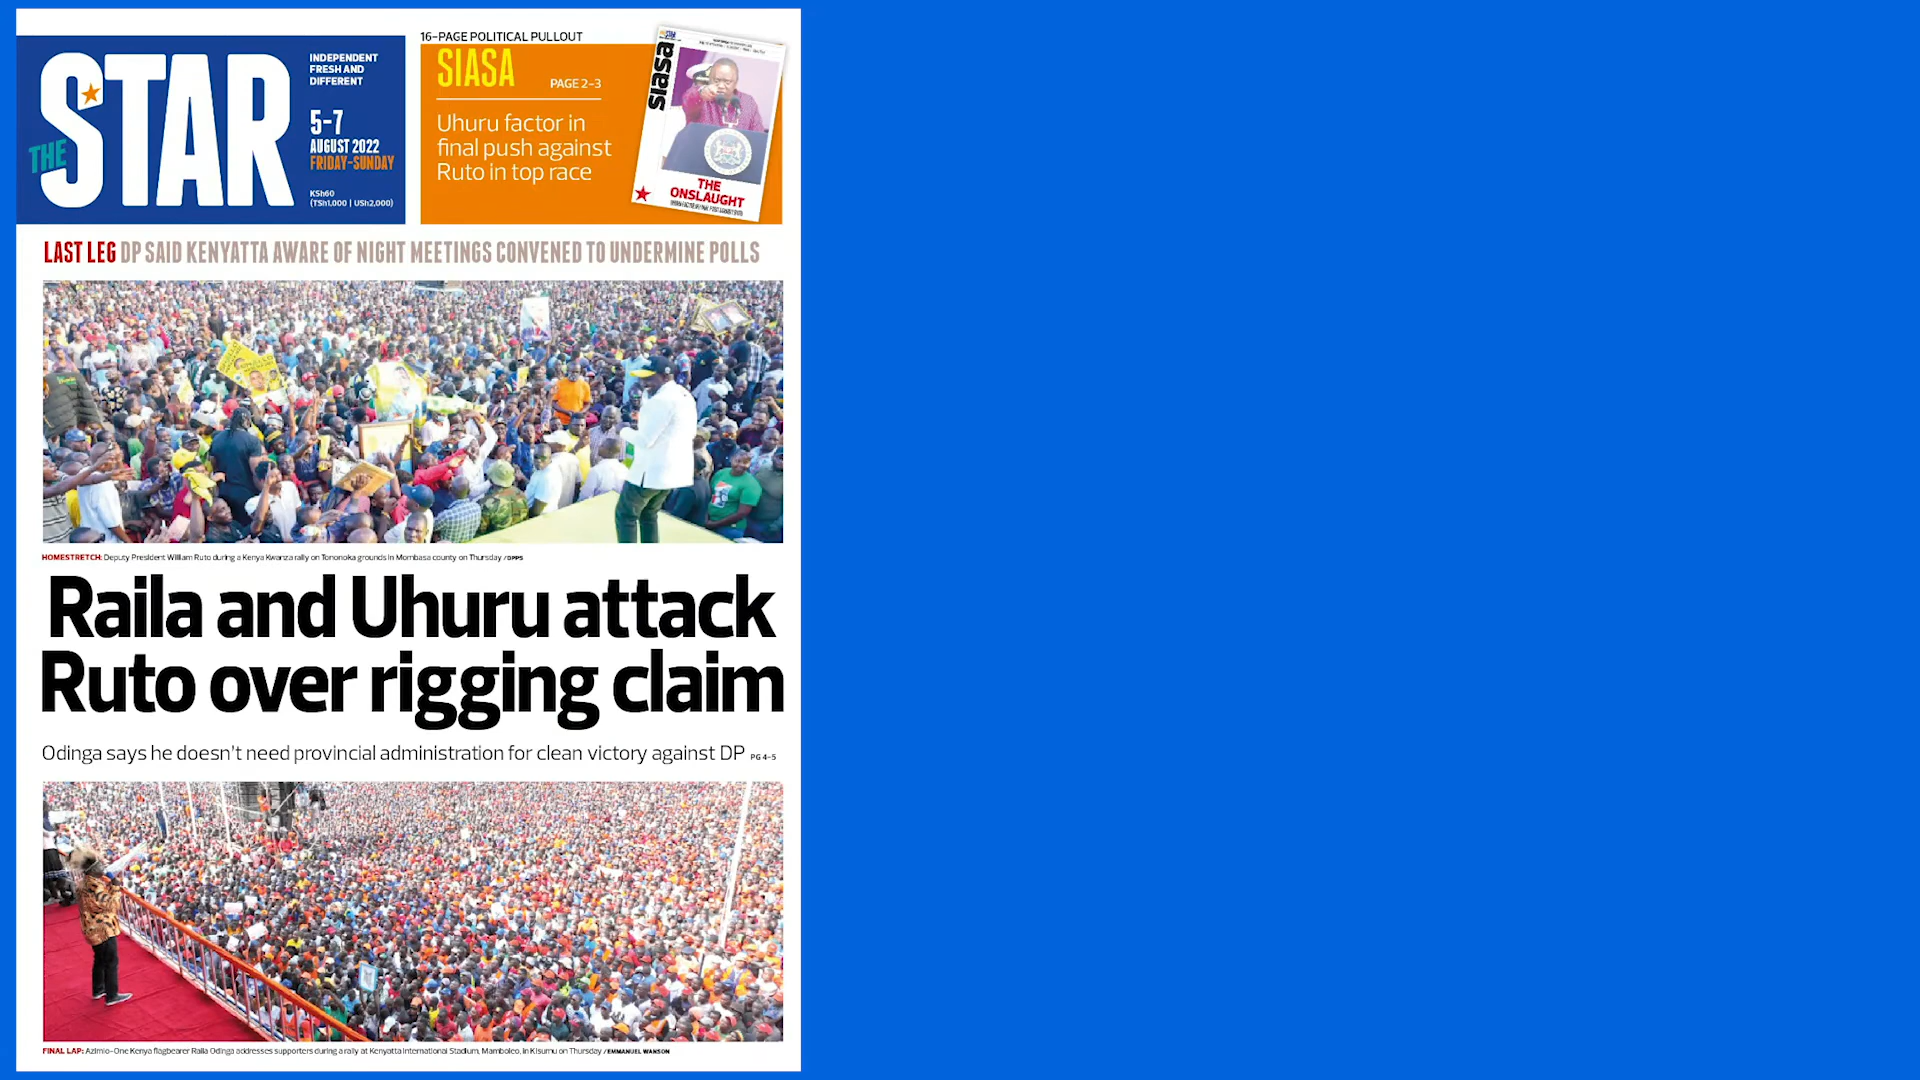 THE STAR
INDEPENDENT
FRESH AND
DIFFERENT
5–7
AUGUST 2022
FRIDAY–SUNDAY
KSh60
(TSh1,000 | USh2,000)
16–PAGE POLITICAL PULLOUT
SIASA
PAGE 2–3
Uhuru factor in
final push against
Ruto in top race
siasa
THE
ONSLAUGHT
LAST LEG DP SAID KENYATTA AWARE OF NIGHT MEETINGS CONVENED TO UNDERMINE POLLS
HOMESTRETCH: Deputy President William Ruto during a Kenya Kwanza rally on Tononoka grounds in Mombasa county on Thursday /DPPS
Raila and Uhuru attack
Ruto over rigging claim
Odinga says he doesn't need provincial administration for clean victory against DP PG 4–5
FINAL LAP: Azimio–One Kenya flagbearer Raila Odinga addresses supporters during a rally at Kenyatta International Stadium, Mamboleo, in Kisumu on Thursday /EMMANUEL WANSON